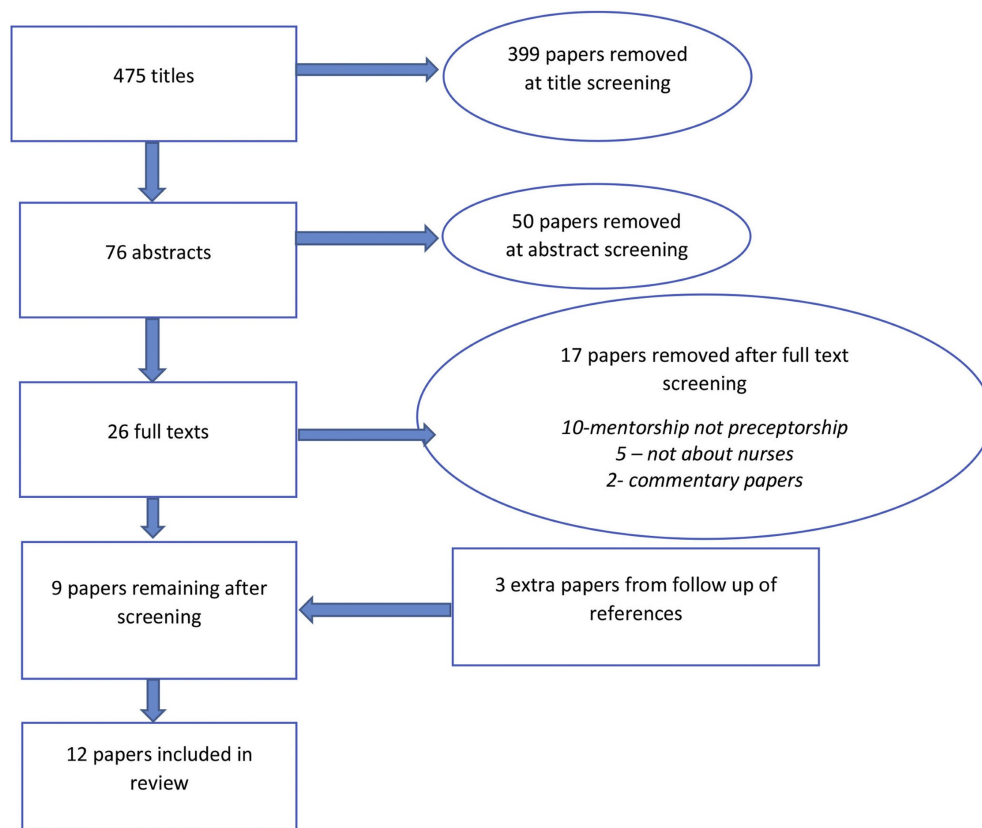 475 titles
399 papers removed
at title screening
76 abstracts
50 papers removed
at abstract screening
26 full texts
17 papers removed after full text
screening
10-mentorship not preceptorship
5 – not about nurses
2- commentary papers
9 papers remaining after
screening
3 extra papers from follow up of
references
12 papers included in
review